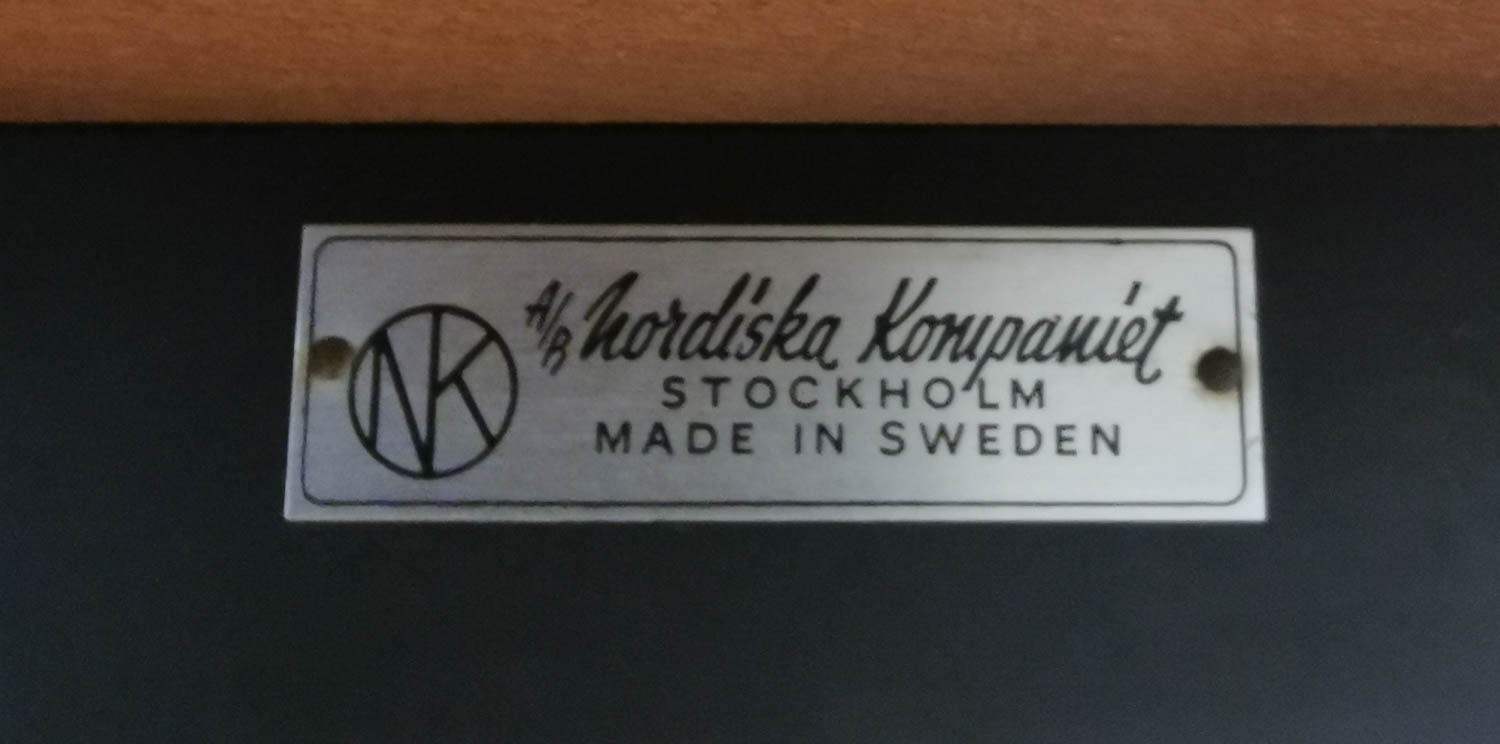 NK
A/B Nordiska Kompaniet
STOCKHOLM
MADE IN SWEDEN